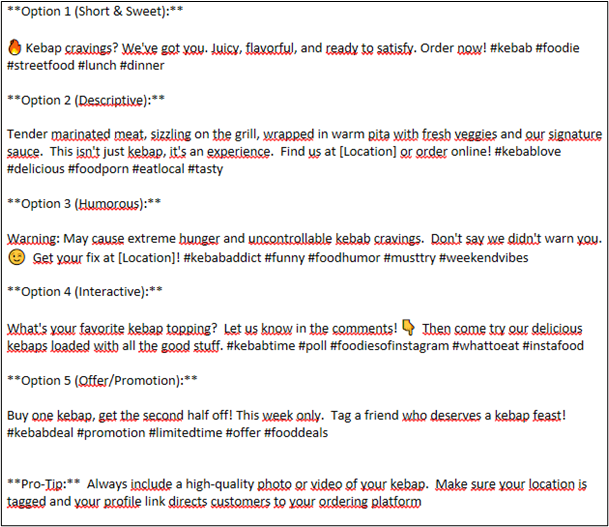 **Option 1 (Short & Sweet):**
🔥 Kebap cravings? We've got you. Juicy, flavorful, and ready to satisfy. Order now! #kebab #foodie
#streetfood #lunch #dinner
**Option 2 (Descriptive):**
Tender marinated meat, sizzling on the grill, wrapped in warm pita with fresh veggies and our signature
sauce.  This isn't just kebap, it's an experience.  Find us at [Location] or order online! #kebablove
#delicious #foodporn #eatlocal #tasty
**Option 3 (Humorous):**
Warning: May cause extreme hunger and uncontrollable kebab cravings.  Don't say we didn't warn you.
😉  Get your fix at [Location]! #kebabaddict #funny #foodhumor #musttry #weekendvibes
**Option 4 (Interactive):**
What's your favorite kebap topping?  Let us know in the comments! 👇  Then come try our delicious
kebaps loaded with all the good stuff. #kebabtime #poll #foodiesofinstagram #whattoeat #instafood
**Option 5 (Offer/Promotion):**
Buy one kebap, get the second half off! This week only.  Tag a friend who deserves a kebap feast!
#kebabdeal #promotion #limitedtime #offer #fooddeals
**Pro-Tip:**  Always include a high-quality photo or video of your kebap.  Make sure your location is
tagged and your profile link directs customers to your ordering platform